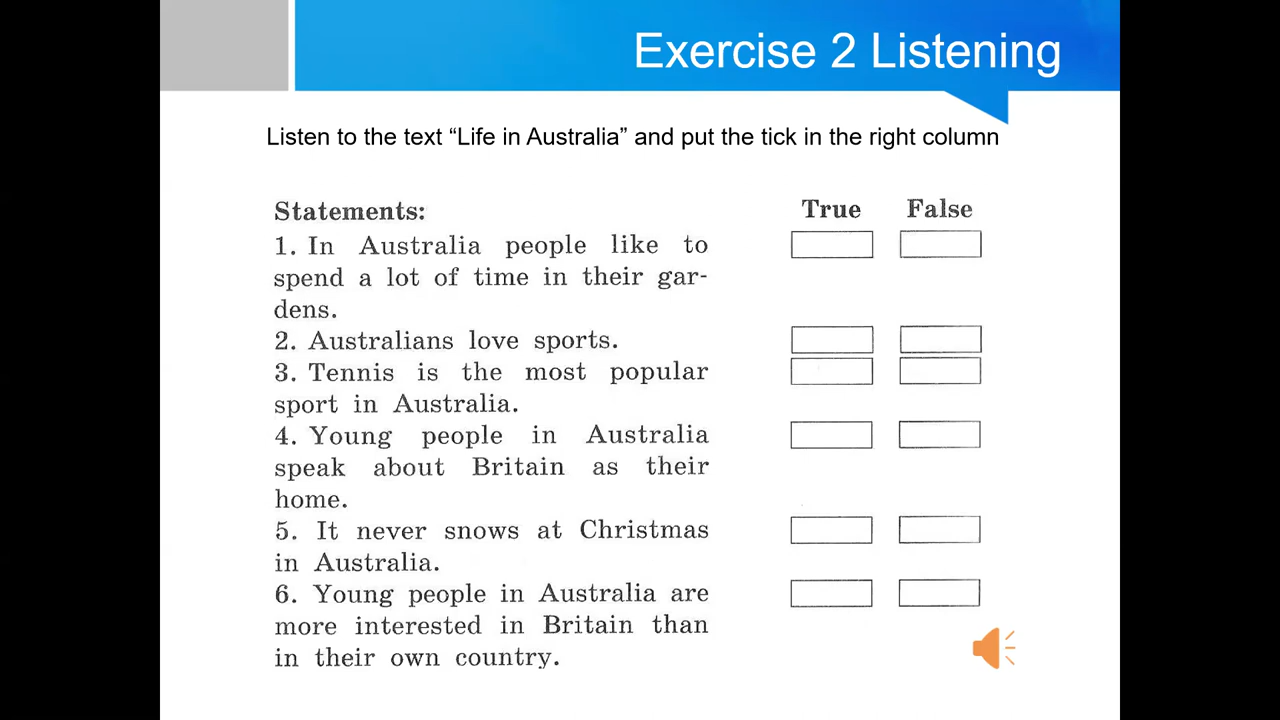 Exercise 2 Listening
Listen to the text “Life in Australia” and put the tick in the right column
Statements: True False
1. In Australia people like to
spend a lot of time in their gar-
dens.
2. Australians love sports.
3. Tennis is the most popular
sport in Australia.
4. Young people in Australia
speak about Britain as their
home.
5. It never snows at Christmas
in Australia.
6. Young people in Australia are
more interested in Britain than
in their own country.